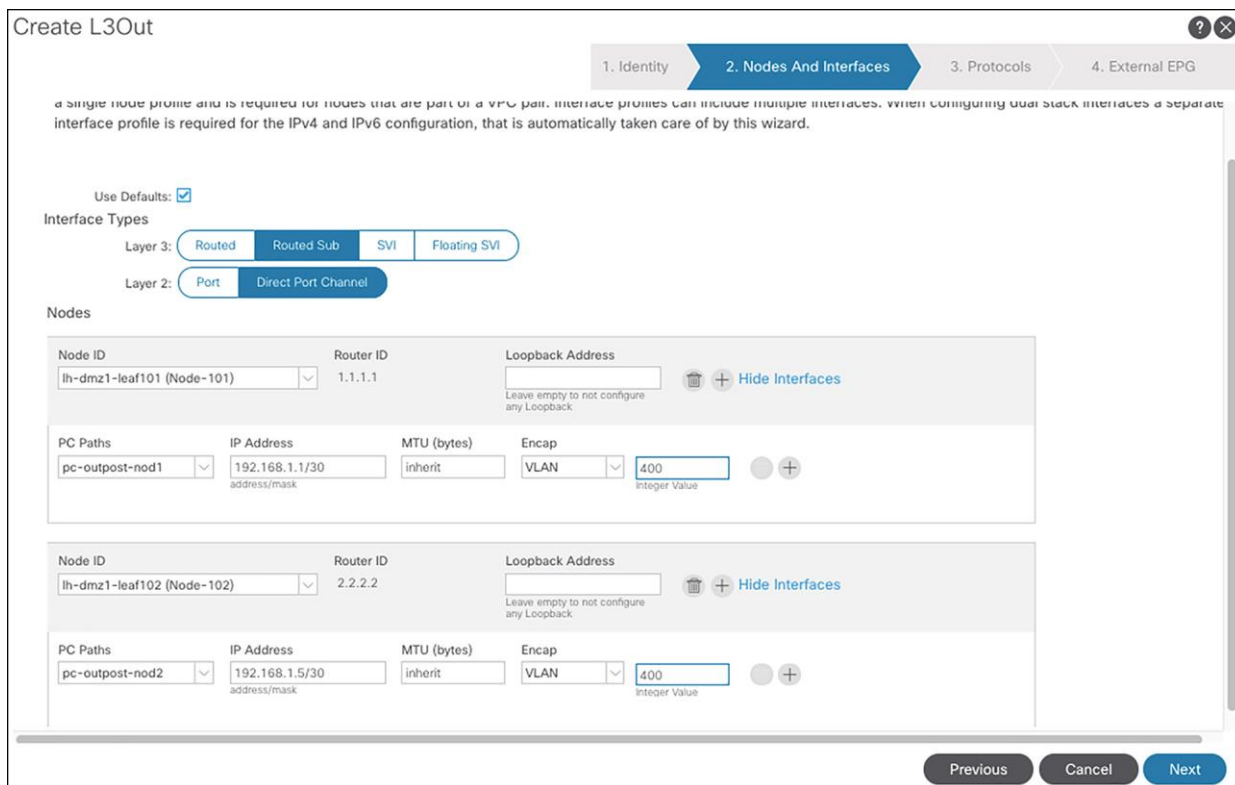 Create L3Out
1. Identity
2. Nodes And Interfaces
3. Protocols
4. External EPG
a single node profile and is required for nodes that are part of a VPC pair. Interface profiles can include multiple interfaces. When configuring dual stack interfaces a separate
interface profile is required for the IPv4 and IPv6 configuration, that is automatically taken care of by this wizard.
Use Defaults:
Interface Types
Layer 3: Routed Routed Sub SVI Floating SVI
Layer 2: Port Direct Port Channel
Nodes
Node ID Router ID Loopback Address
lh-dmz1-leaf101 (Node-101) 1.1.1.1 Hide Interfaces
Leave empty to not configure
any Loopback
PC Paths IP Address MTU (bytes) Encap
pc-outpost-nod1 192.168.1.1/30 inherit VLAN 400
address/mask Integer Value
Node ID Router ID Loopback Address
lh-dmz1-leaf102 (Node-102) 2.2.2.2 Hide Interfaces
Leave empty to not configure
any Loopback
PC Paths IP Address MTU (bytes) Encap
pc-outpost-nod2 192.168.1.5/30 inherit VLAN 400
address/mask Integer Value
Previous Cancel Next